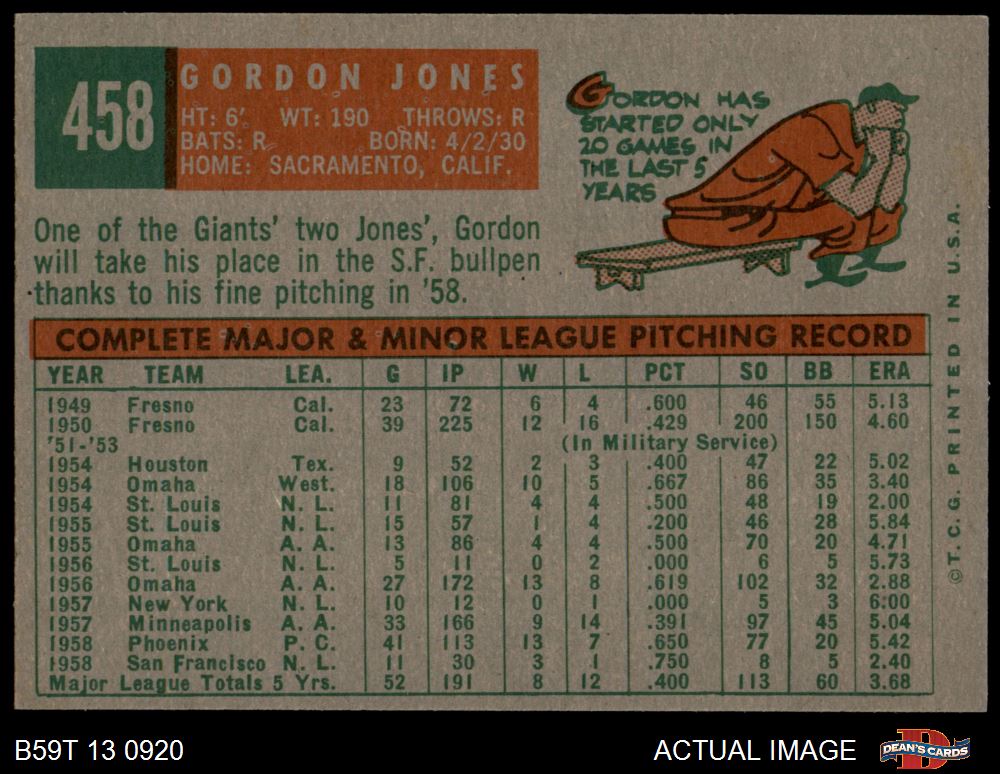 458
GORDON JONES
HT: 6' WT: 190 THROWS: R
BATS: R BORN: 4/2/30
HOME: SACRAMENTO, CALIF.
GORDON HAS
STARTED ONLY
20 GAMES IN
THE LAST 5
YEARS
One of the Giants' two Jones', Gordon
will take his place in the S.F. bullpen
thanks to his fine pitching in '58.
COMPLETE MAJOR & MINOR LEAGUE PITCHING RECORD
YEAR TEAM LEA. G IP W L PCT SO BB ERA
1949 Fresno Cal. 23 72 6 4 .600 46 55 5.13
1950 Fresno Cal. 39 225 12 16 .429 200 150 4.60
'51-'53 (In Military Service)
1954 Houston Tex. 9 52 2 3 .400 47 22 5.02
1954 Omaha West. 18 106 10 5 .667 86 35 3.40
1954 St. Louis N. L. 11 81 4 4 .500 48 19 2.00
1955 St. Louis N. L. 15 57 1 4 .200 46 28 5.84
1955 Omaha A. A. 13 86 4 4 .500 70 20 4.71
1956 St. Louis N. L. 5 11 0 2 .000 6 5 5.73
1956 Omaha A. A. 27 172 13 8 .619 102 32 2.88
1957 New York N. L. 10 12 0 1 .000 5 3 6.00
1957 Minneapolis A. A. 33 166 9 14 .391 97 45 5.04
1958 Phoenix P. C. 41 113 13 7 .650 77 20 5.42
1958 San Francisco N. L. 11 30 3 1 .750 8 5 2.40
Major League Totals 5 Yrs. 52 191 8 12 .400 113 60 3.68
©T.C.G. PRINTED IN U.S.A.
B59T 13 0920
ACTUAL IMAGE
DEAN'S CARDS